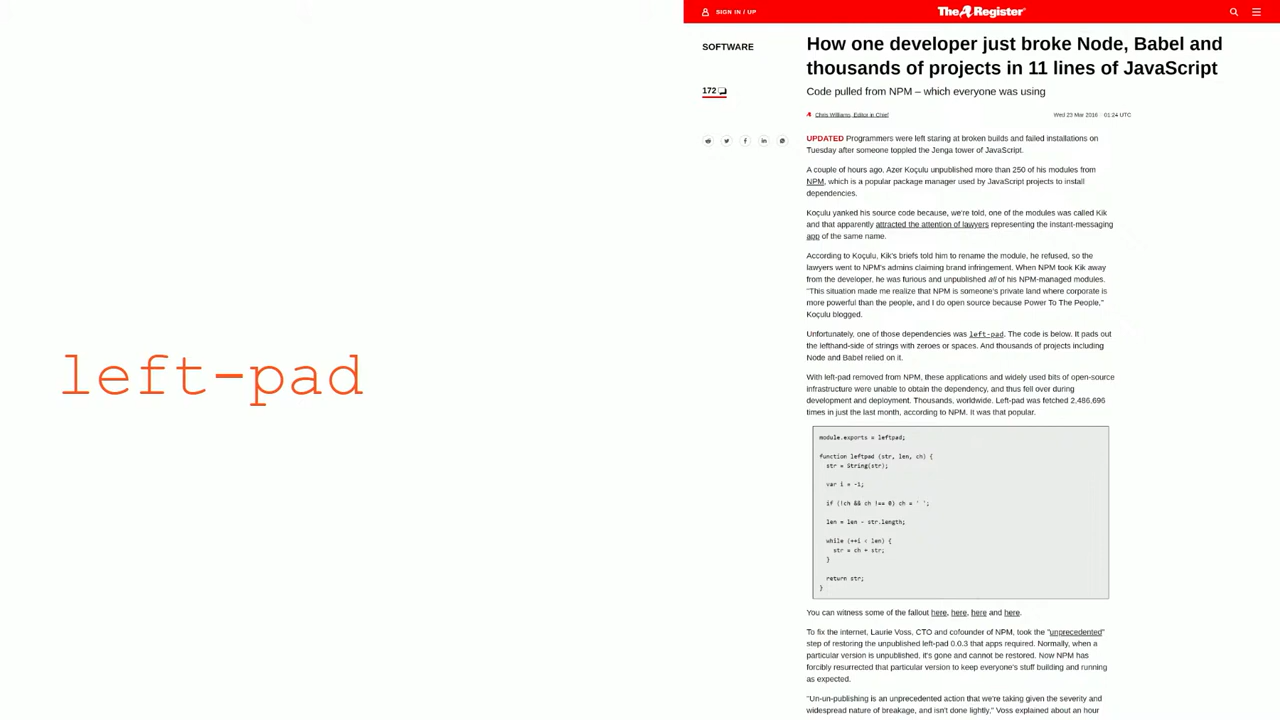 left-pad
SIGN IN / UP
The Register®
SOFTWARE
172
How one developer just broke Node, Babel and
thousands of projects in 11 lines of JavaScript
Code pulled from NPM – which everyone was using
Chris Williams, Editor in Chief
Wed 23 Mar 2016 01:24 UTC
UPDATED Programmers were left staring at broken builds and failed installations on
Tuesday after someone toppled the Jenga tower of JavaScript.
A couple of hours ago, Azer Koçulu unpublished more than 250 of his modules from
NPM, which is a popular package manager used by JavaScript projects to install
dependencies.
Koçulu yanked his source code because, we're told, one of the modules was called Kik
and that apparently attracted the attention of lawyers representing the instant-messaging
app of the same name.
According to Koçulu, Kik's briefs told him to rename the module, he refused, so the
lawyers went to NPM's admins claiming brand infringement. When NPM took Kik away
from the developer, he was furious and unpublished all of his NPM-managed modules.
"This situation made me realize that NPM is someone's private land where corporate is
more powerful than the people, and I do open source because Power To The People,"
Koçulu blogged.
Unfortunately, one of those dependencies was left-pad. The code is below. It pads out
the lefthand-side of strings with zeroes or spaces. And thousands of projects including
Node and Babel relied on it.
With left-pad removed from NPM, these applications and widely used bits of open-source
infrastructure were unable to obtain the dependency, and thus fell over during
development and deployment. Thousands, worldwide. Left-pad was fetched 2,486,696
times in just the last month, according to NPM. It was that popular.
module.exports = leftpad;
function leftpad (str, len, ch) {
str = String(str);
var i = -1;
if (!ch && ch !== 0) ch = ' ';
len = len - str.length;
while (++i < len) {
str = ch + str;
}
return str;
}
You can witness some of the fallout here, here, here and here.
To fix the internet, Laurie Voss, CTO and cofounder of NPM, took the "unprecedented"
step of restoring the unpublished left-pad 0.0.3 that apps required. Normally, when a
particular version is unpublished, it's gone and cannot be restored. Now NPM has
forcibly resurrected that particular version to keep everyone's stuff building and running
as expected.
"Un-un-publishing is an unprecedented action that we're taking given the severity and
widespread nature of breakage, and isn't done lightly," Voss explained about an hour